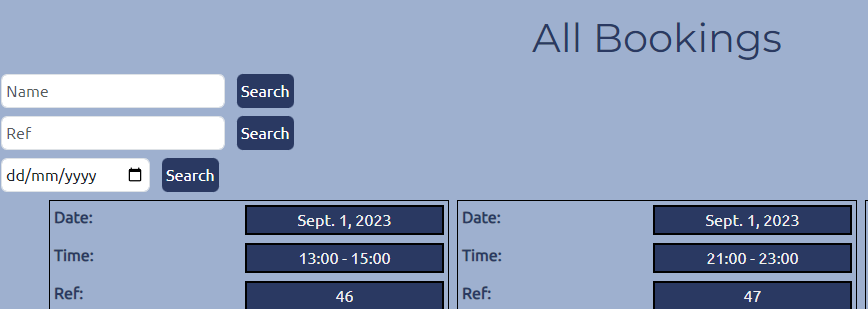 All Bookings
Name Search
Ref Search
dd/mm/yyyy Search
Date: Sept. 1, 2023 Date: Sept. 1, 2023
Time: 13:00 - 15:00 Time: 21:00 - 23:00
Ref: 46 Ref: 47